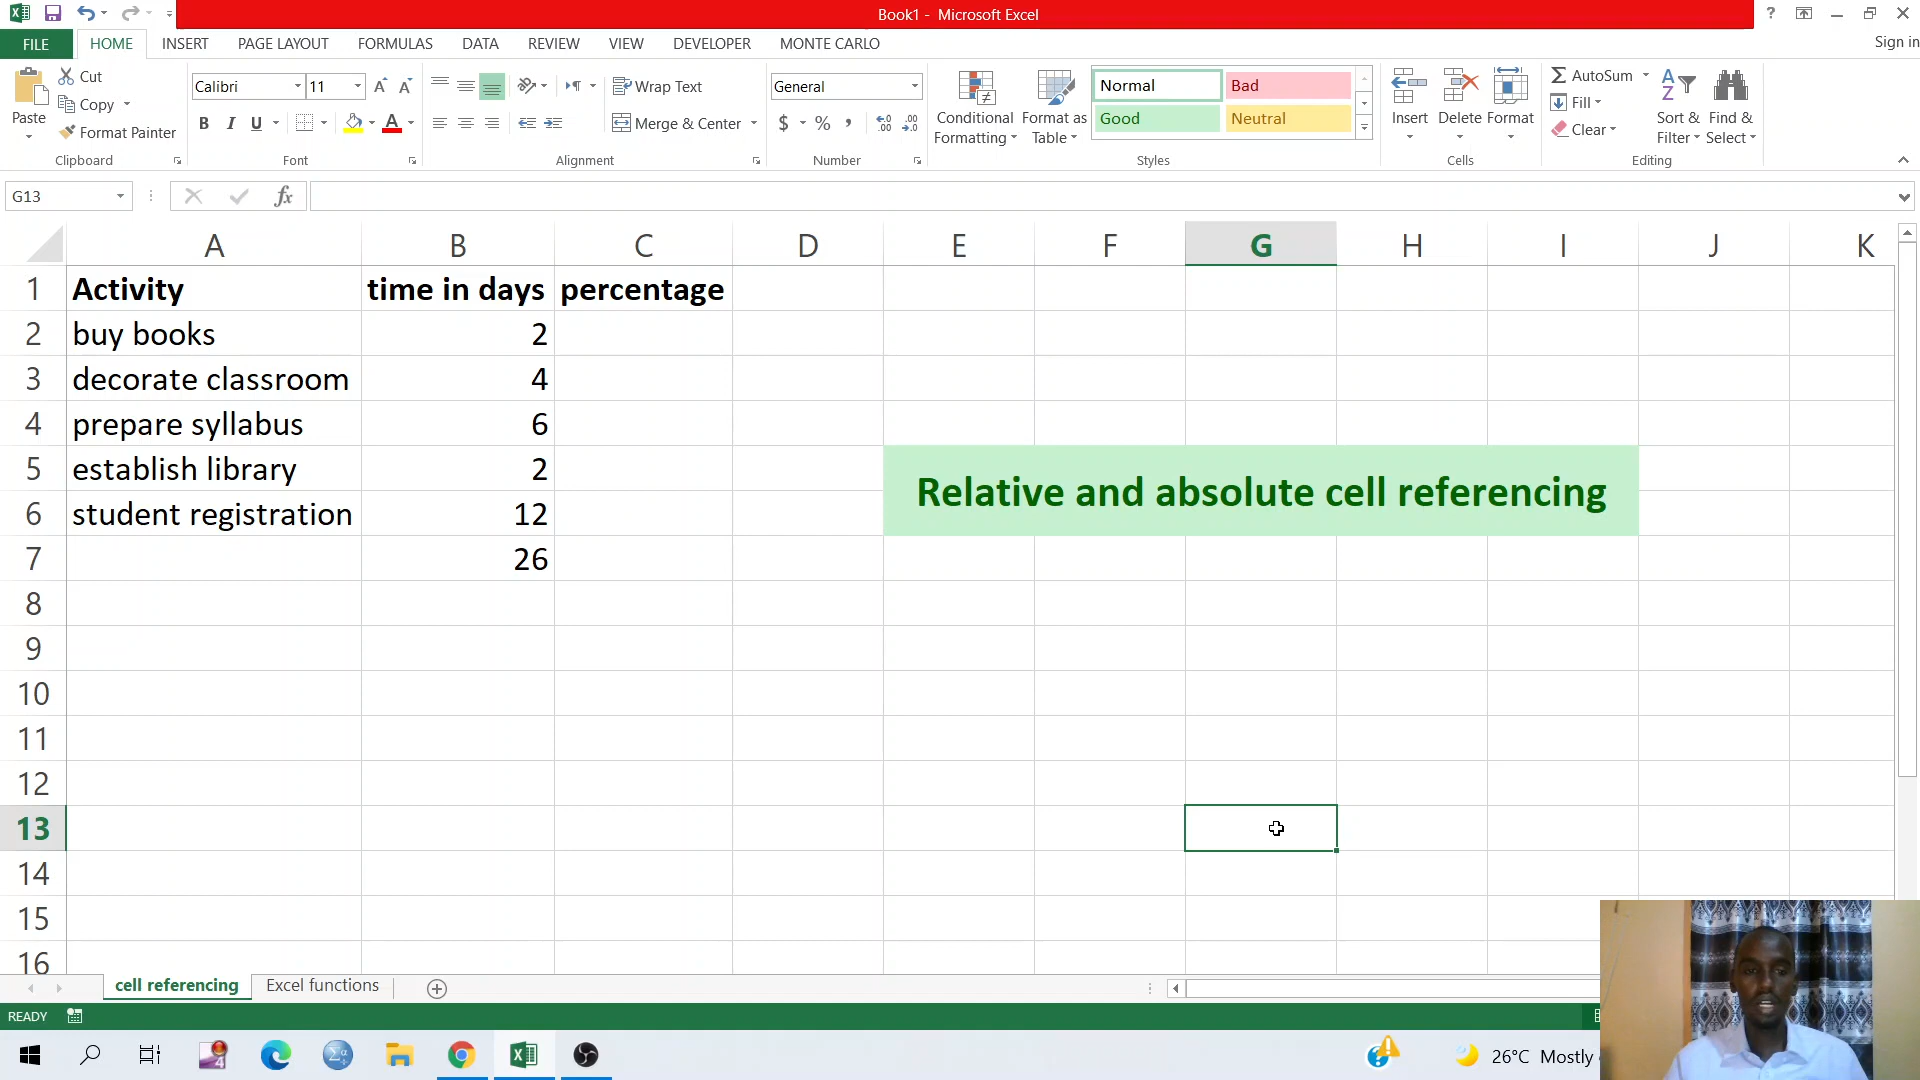 Book1 - Microsoft Excel
?
FILE HOME INSERT PAGE LAYOUT FORMULAS DATA REVIEW VIEW DEVELOPER MONTE CARLO Sign in
Paste
Cut
Copy
Format Painter
Clipboard
Calibri 11
B I U
Font
Wrap Text
Merge & Center
Alignment
General
$ % ,
Number
Conditional Formatting
Format as Table
Normal Bad
Good Neutral
Styles
Insert Delete Format
Cells
AutoSum
Fill
Clear
Sort & Filter
Find & Select
Editing
G13 fx
A B C D E F G H I J K
1 Activity time in days percentage
2 buy books 2
3 decorate classroom 4
4 prepare syllabus 6
5 establish library 2
6 student registration 12
7 26
Relative and absolute cell referencing
8
9
10
11
12
13
14
15
16
cell referencing Excel functions
READY
26°C Mostly